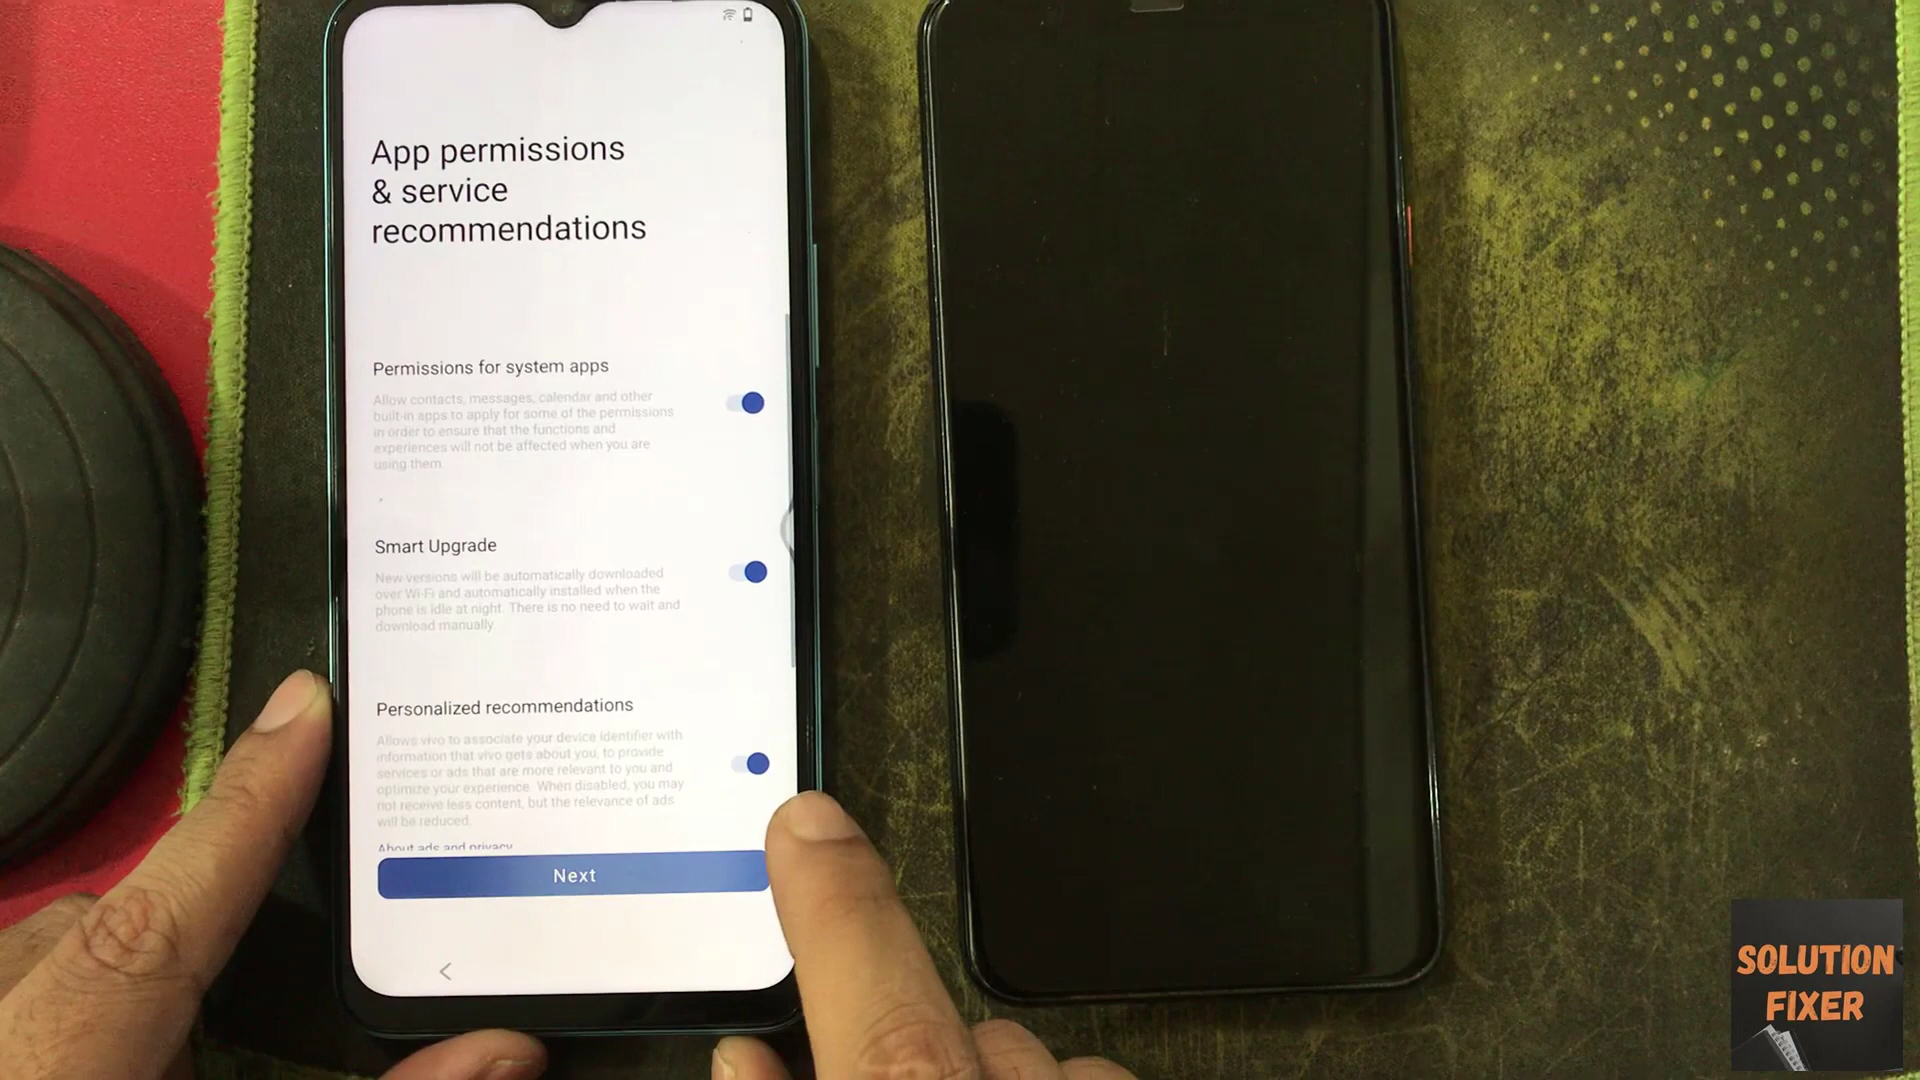 App permissions
& service
recommendations
Permissions for system apps
Allow contacts, messages, calendar and other
built-in apps to apply for some of the permissions
in order to ensure that the functions and
experiences will not be affected when you are
using them.
Smart Upgrade
New versions will be automatically downloaded
over Wi-Fi and automatically installed when the
phone is idle at night. There is no need to wait and
download manually
Personalized recommendations
Allows vivo to associate your device identifier with
information that vivo gets about you, to provide
services or ads that are more relevant to you and
optimize your experience. When disabled, you may
not receive less content, but the relevance of ads
will be reduced.
About ads and privacy
Next
SOLUTION
FIXER